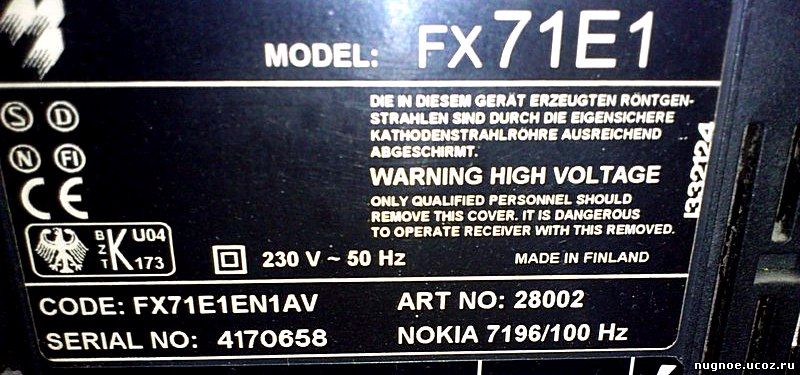 MODEL: FX71E1
DIE IN DIESEM GERÄT ERZEUGTEN RÖNTGEN-
STRAHLEN SIND DURCH DIE EIGENSICHERE
KATHODENSTRAHLRÖHRE AUSREICHEND
ABGESCHIRMT.
WARNING HIGH VOLTAGE
ONLY QUALIFIED PERSONNEL SHOULD
REMOVE THIS COVER. IT IS DANGEROUS
TO OPERATE RECEIVER WITH THIS REMOVED.
332124
S D
N FI
CE
BZT K U04
173
230 V ~ 50 Hz
MADE IN FINLAND
CODE: FX71E1EN1AV ART NO: 28002
SERIAL NO: 4170658 NOKIA 7196/100 Hz
nugnoe.ucoz.ru